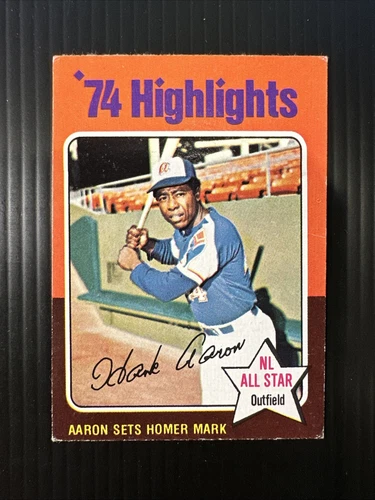 '74 Highlights
a
Hank Aaron
NL
ALL STAR
Outfield
AARON SETS HOMER MARK